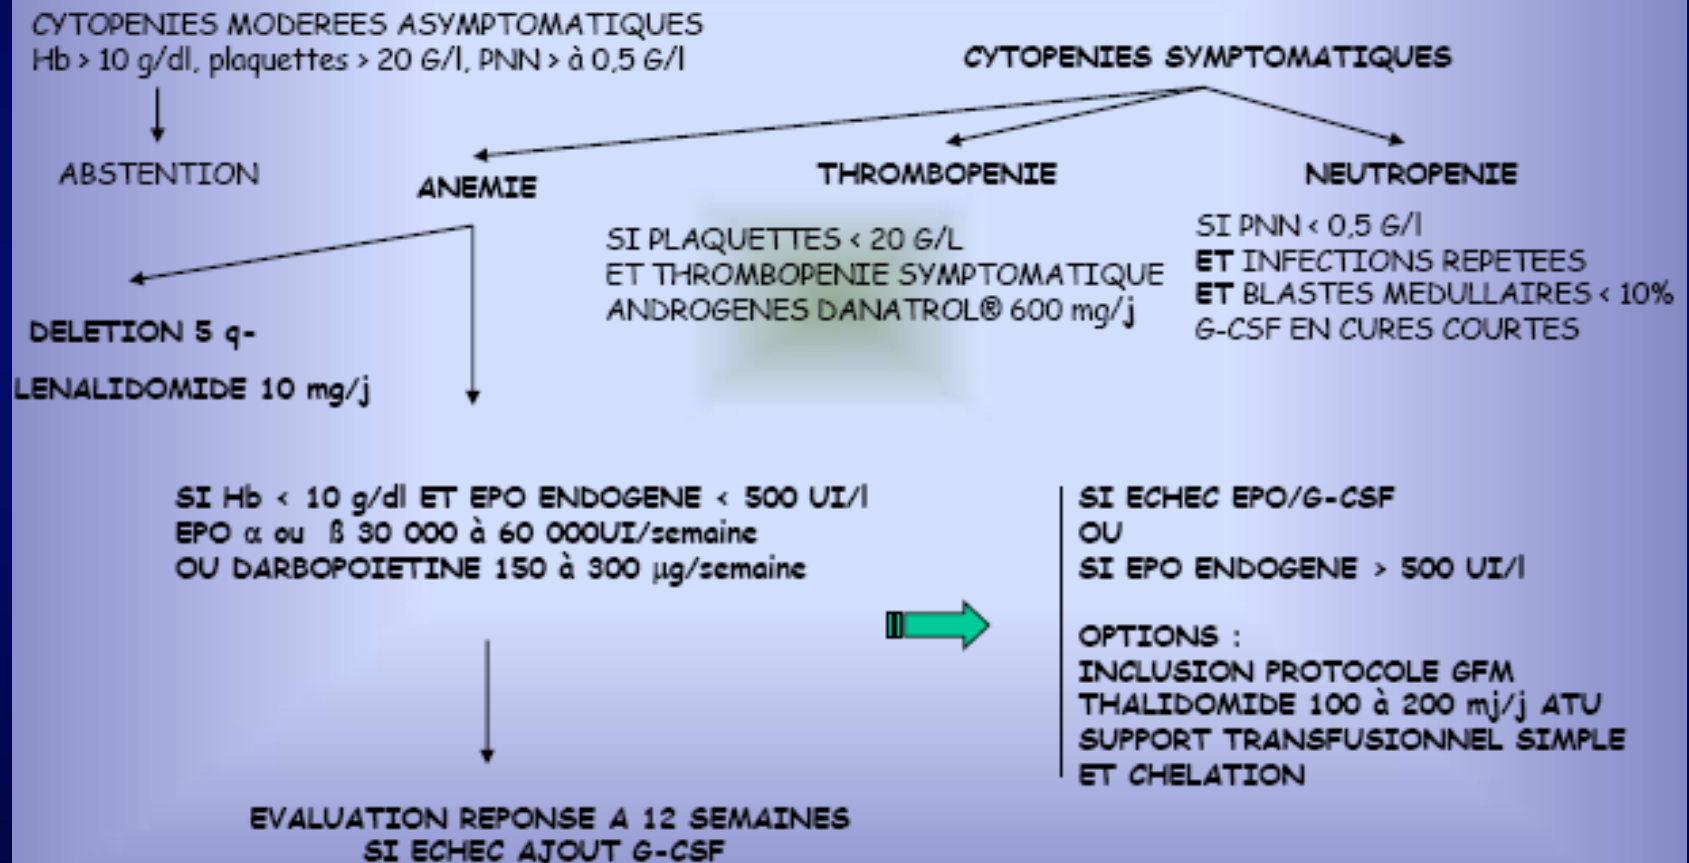 CYTOPENIES MODEREES ASYMPTOMATIQUES
Hb > 10 g/dl, plaquettes > 20 G/l, PNN > à 0,5 G/l
ABSTENTION
CYTOPENIES SYMPTOMATIQUES
ANEMIE
THROMBOPENIE
NEUTROPENIE
SI PLAQUETTES < 20 G/L
ET THROMBOPENIE SYMPTOMATIQUE
ANDROGENES DANATROL® 600 mg/j
SI PNN < 0,5 G/l
ET INFECTIONS REPETEES
ET BLASTES MEDULLAIRES < 10%
G-CSF EN CURES COURTES
DELETION 5 q-
LENALIDOMIDE 10 mg/j
SI Hb < 10 g/dl ET EPO ENDOGENE < 500 UI/l
EPO α ou ß 30 000 à 60 000UI/semaine
OU DARBOPOIETINE 150 à 300 µg/semaine
SI ECHEC EPO/G-CSF
OU
SI EPO ENDOGENE > 500 UI/l
OPTIONS :
INCLUSION PROTOCOLE GFM
THALIDOMIDE 100 à 200 mj/j ATU
SUPPORT TRANSFUSIONNEL SIMPLE
ET CHELATION
EVALUATION REPONSE A 12 SEMAINES
SI ECHEC AJOUT G-CSF